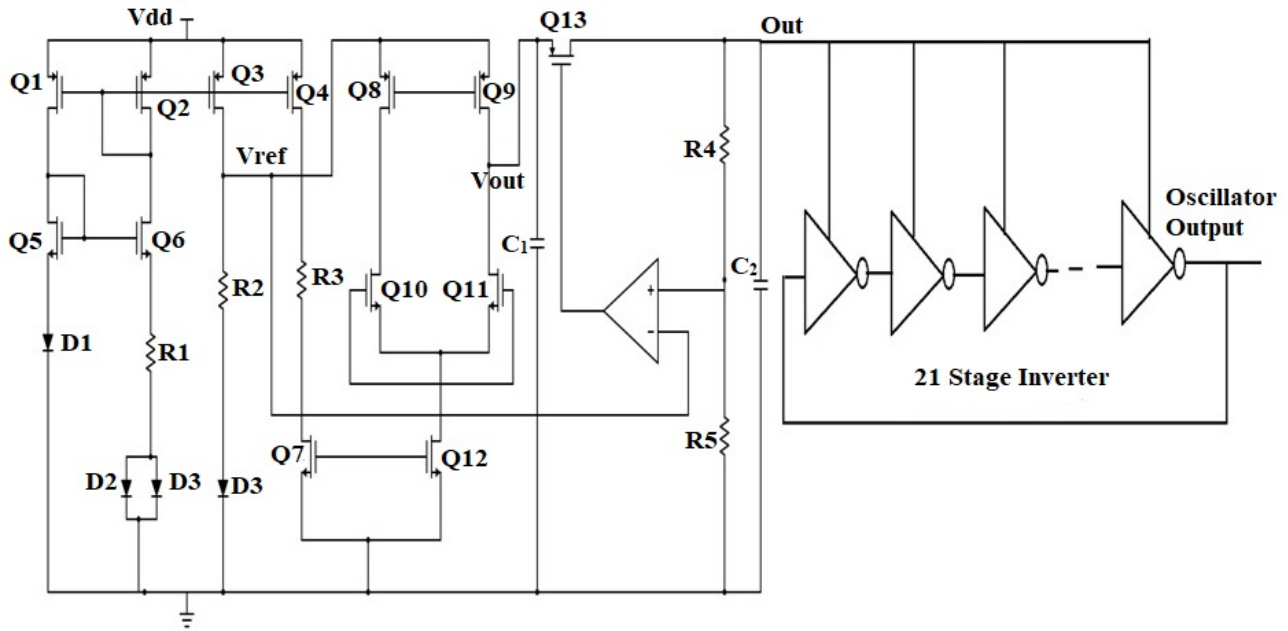 Vdd
Q13
Out
Q1
Q2
Q3
Q4
Q8
Q9
Vref
Vout
R4
Oscillator
Output
Q5
Q6
C1
C2
R2
R3
Q10
Q11
+
-
D1
R1
21 Stage Inverter
R5
Q7
Q12
D2
D3
D3